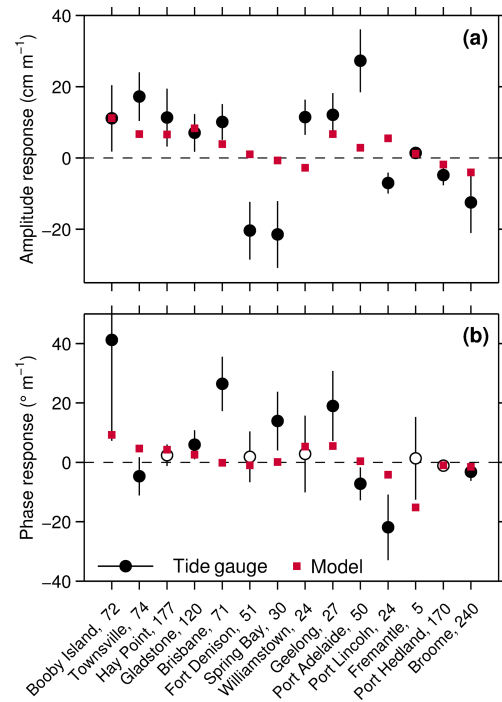 (a)
Amplitude response (cm m⁻¹)
40
20
0
−20
(b)
Phase response (° m⁻¹)
40
20
0
−20
−40
Tide gauge
Model
Booby Island, 72
Townsville, 74
Hay Point, 177
Gladstone, 120
Brisbane, 71
Fort Denison, 51
Spring Bay, 30
Williamstown, 24
Geelong, 27
Port Adelaide, 50
Port Lincoln, 24
Fremantle, 5
Port Hedland, 170
Broome, 240